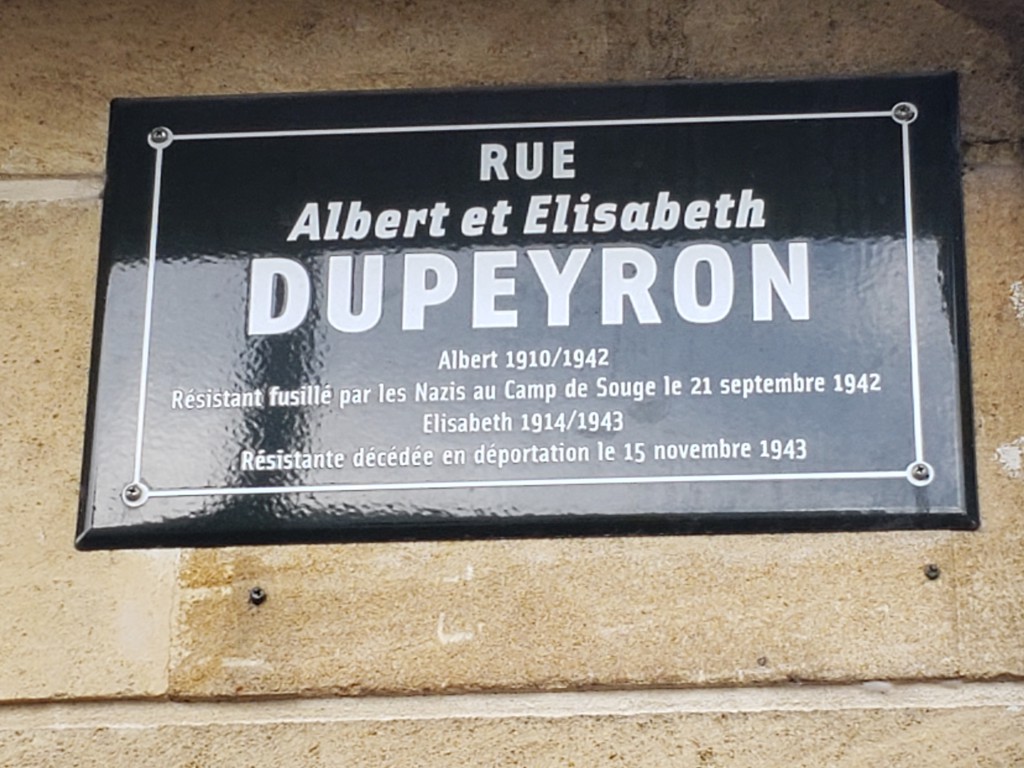 RUE
Albert et Elisabeth
DUPEYRON
Albert 1910/1942
Résistant fusillé par les Nazis au Camp de Souge le 21 septembre 1942
Elisabeth 1914/1943
Résistante décédée en déportation le 15 novembre 1943